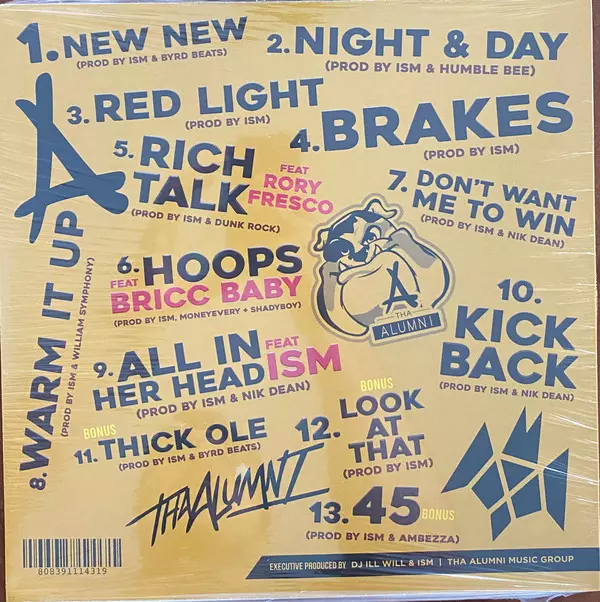 1. NEW NEW
(PROD BY ISM & BYRD BEATS)
2. NIGHT & DAY
(PROD BY ISM & HUMBLE BEE)
3. RED LIGHT
(PROD BY ISM)
4. BRAKES
(PROD BY ISM)
5. RICH
TALK
FEAT
RORY
FRESCO
(PROD BY ISM & DUNK ROCK)
6. HOOPS
FEAT
BRICC BABY
(PROD BY ISM, MONEYEVERY + SHADYBOY)
7. DON'T WANT
ME TO WIN
(PROD BY ISM & NIK DEAN)
A
THA
ALUMNI
8. WARM IT UP
(PROD BY ISM & WILLIAM SYMPHONY)
9. ALL IN
HER HEAD
FEAT
ISM
(PROD BY ISM & NIK DEAN)
10.
KICK
BACK
(PROD BY ISM & NIK DEAN)
BONUS
11. THICK OLE
(PROD BY ISM & BYRD BEATS)
BONUS
12. LOOK
AT
THAT
(PROD BY ISM)
THA ALUMNI
13. 45 BONUS
(PROD BY ISM & AMBEZZA)
808391114319
EXECUTIVE PRODUCED BY DJ ILL WILL & ISM | THA ALUMNI MUSIC GROUP